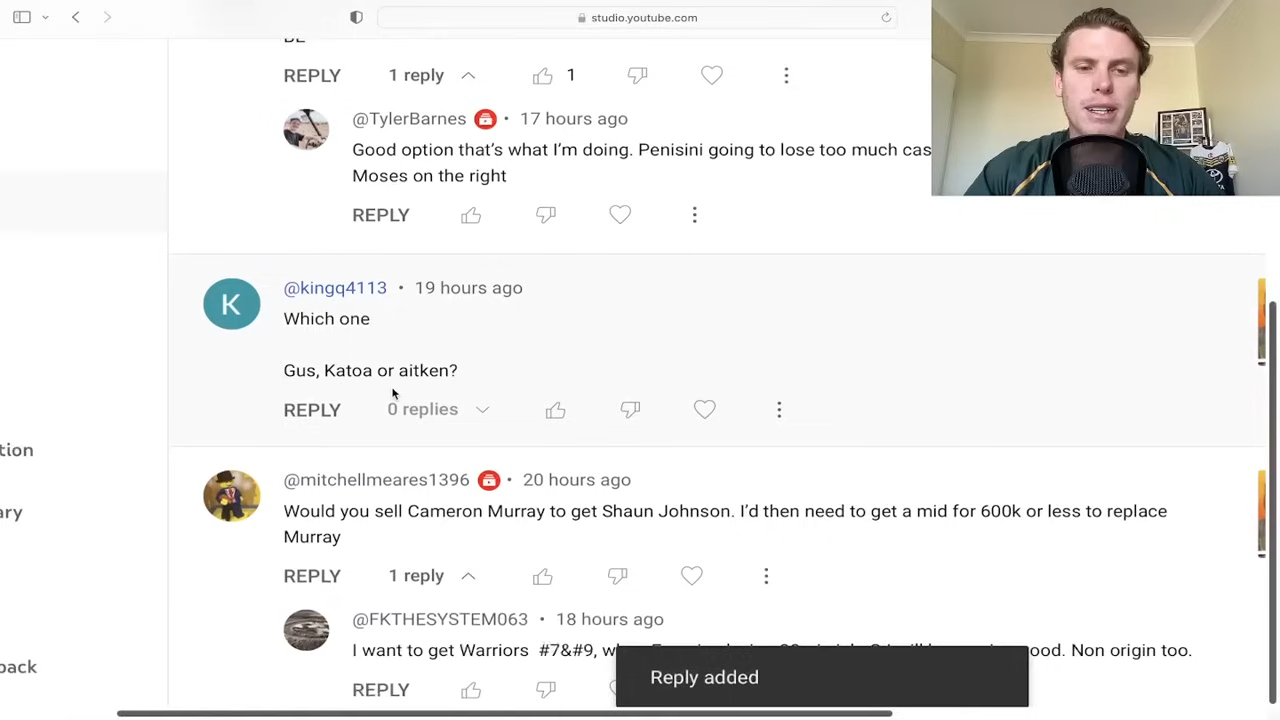 studio.youtube.com
BE
REPLY 1 reply 1
@TylerBarnes • 17 hours ago
Good option that's what I'm doing. Penisini going to lose too much cas
Moses on the right
REPLY
K
@kingq4113 • 19 hours ago
Which one
Gus, Katoa or aitken?
REPLY 0 replies
tion
@mitchellmeares1396 • 20 hours ago
ary
Would you sell Cameron Murray to get Shaun Johnson. I'd then need to get a mid for 600k or less to replace
Murray
REPLY 1 reply
@FKTHESYSTEM063 • 18 hours ago
I want to get Warriors #7&#9, ood. Non origin too.
back
Reply added
REPLY